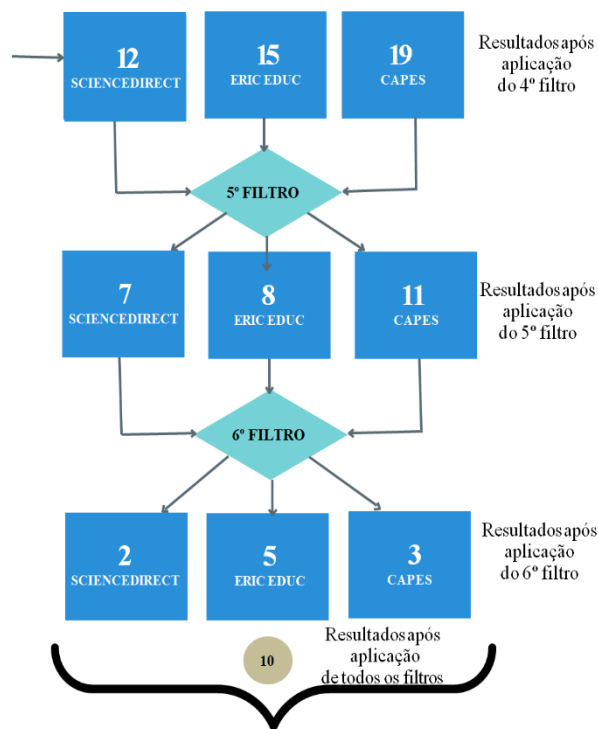 12
SCIENCEDIRECT
15
ERIC EDUC
19
CAPES
Resultados após
aplicação
do 4º filtro
5º FILTRO
7
SCIENCEDIRECT
8
ERIC EDUC
11
CAPES
Resultados após
aplicação
do 5º filtro
6º FILTRO
2
SCIENCEDIRECT
5
ERIC EDUC
3
CAPES
Resultados após
aplicação
do 6º filtro
10
Resultados após
aplicação
de todos os filtros